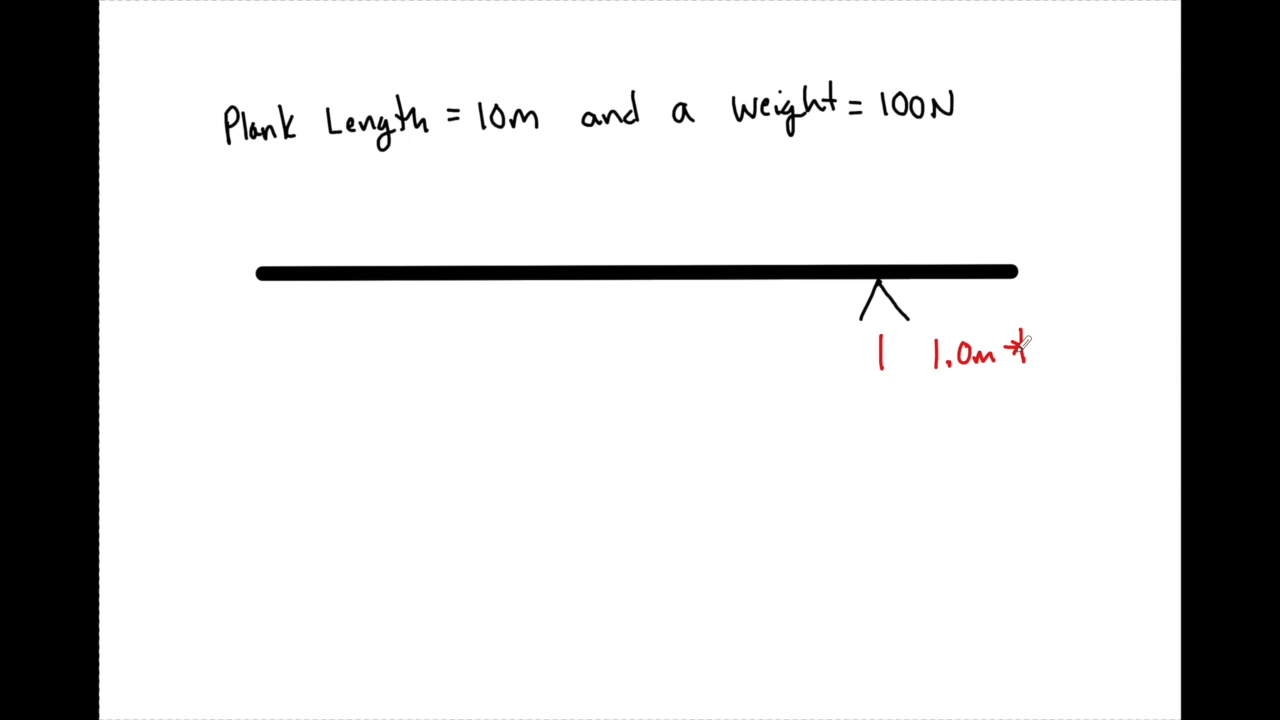 Plank Length = 10m and a weight = 100N
1.0m